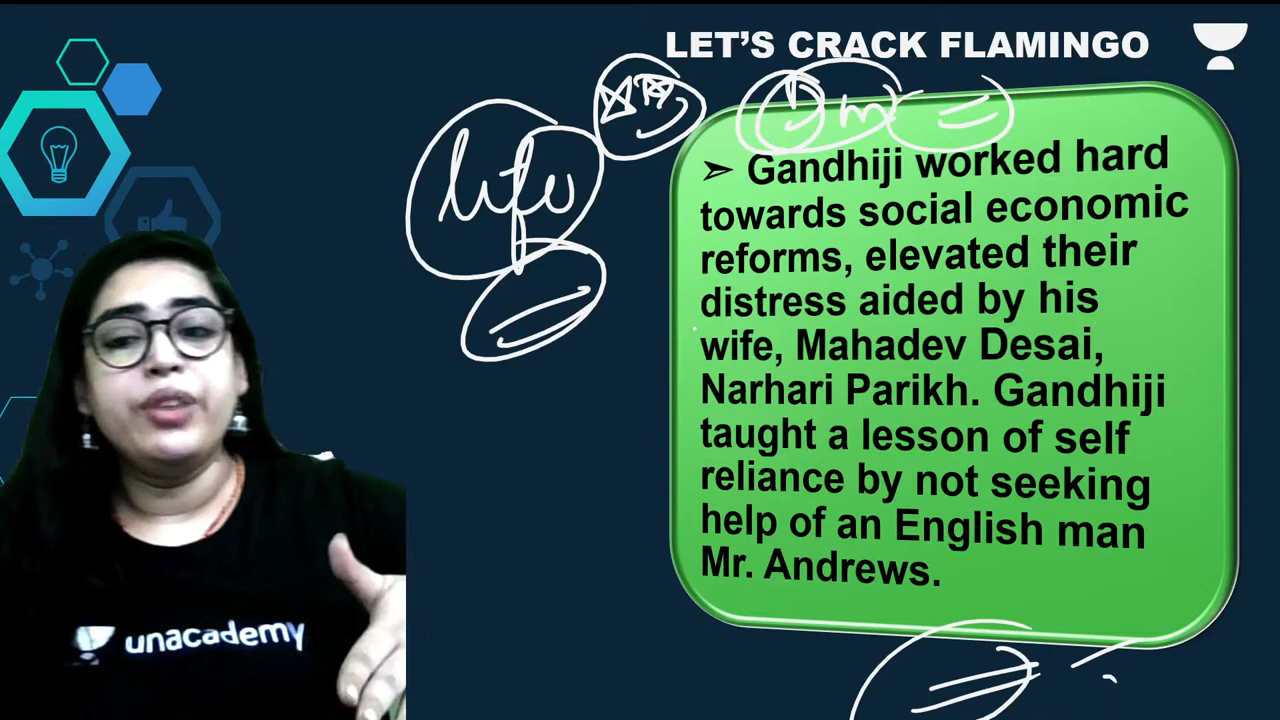 LET'S CRACK FLAMINGO
life
➢ Gandhiji worked hard
towards social economic
reforms, elevated their
distress aided by his
wife, Mahadev Desai,
Narhari Parikh. Gandhiji
taught a lesson of self
reliance by not seeking
help of an English man
Mr. Andrews.
unacademy